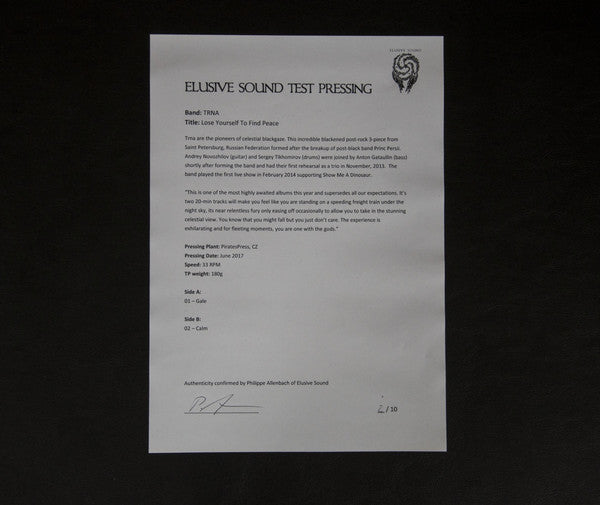 ELUSIVE SOUND
ELUSIVE SOUND TEST PRESSING
Band: TRNA
Title: Lose Yourself To Find Peace
Trna are the pioneers of celestial blackgaze. This incredible blackened post-rock 3-piece from
Saint Petersburg, Russian Federation formed after the breakup of post-black band Princ Persii.
Andrey Novozhilov (guitar) and Sergey Tikhomirov (drums) were joined by Anton Gataullin (bass)
shortly after forming the band and had their first rehearsal as a trio in November, 2013. The
band played the first live show in February 2014 supporting Show Me A Dinosaur.
"This is one of the most highly awaited albums this year and supersedes all our expectations. It's
two 20-min tracks will make you feel like you are standing on a speeding freight train under the
night sky, its near relentless fury only easing off occasionally to allow you to take in the stunning
celestial view. You know that you might fall but you just don't care. The experience is
exhilarating and for fleeting moments, you are one with the gods."
Pressing Plant: PiratesPress, CZ
Pressing Date: June 2017
Speed: 33 RPM
TP weight: 180g
Side A:
01 – Gale
Side B:
02 – Calm
Authenticity confirmed by Philippe Allenbach of Elusive Sound
2 / 10